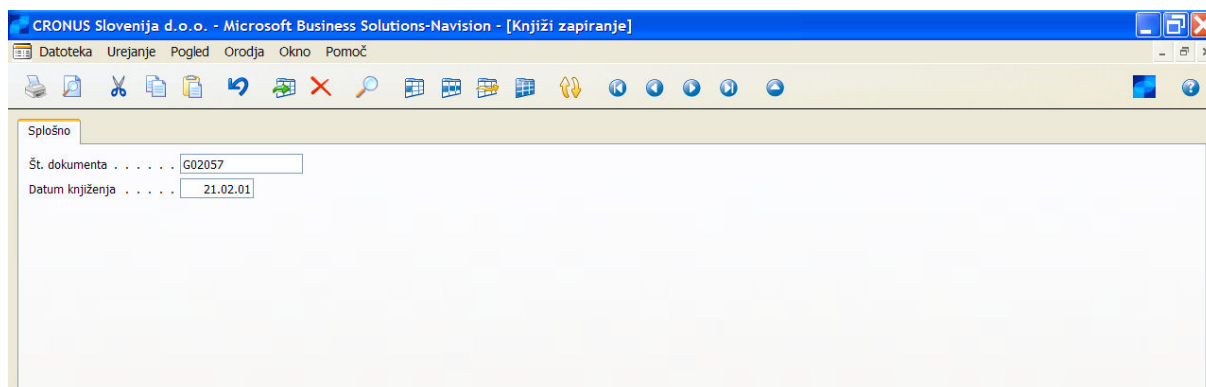 CRONUS Slovenija d.o.o. - Microsoft Business Solutions-Navision - [Knjiži zapiranje]
Datoteka Urejanje Pogled Orodja Okno Pomoč
Splošno
Št. dokumenta . . . . . . G02057
Datum knjiženja . . . . . 21.02.01